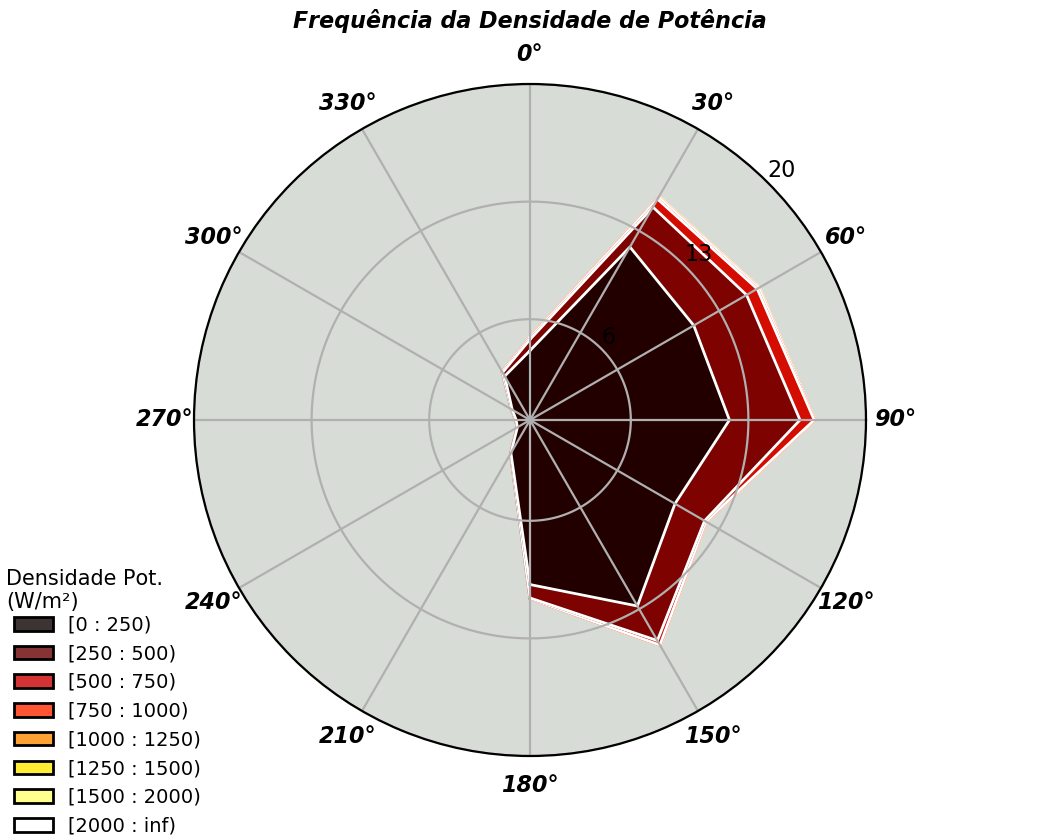 Frequência da Densidade de Potência
0°
330°
30°
20
300°
60°
13
6
270°
90°
240°
120°
210°
150°
180°
Densidade Pot.
(W/m²)
[0 : 250)
[250 : 500)
[500 : 750)
[750 : 1000)
[1000 : 1250)
[1250 : 1500)
[1500 : 2000)
[2000 : inf)